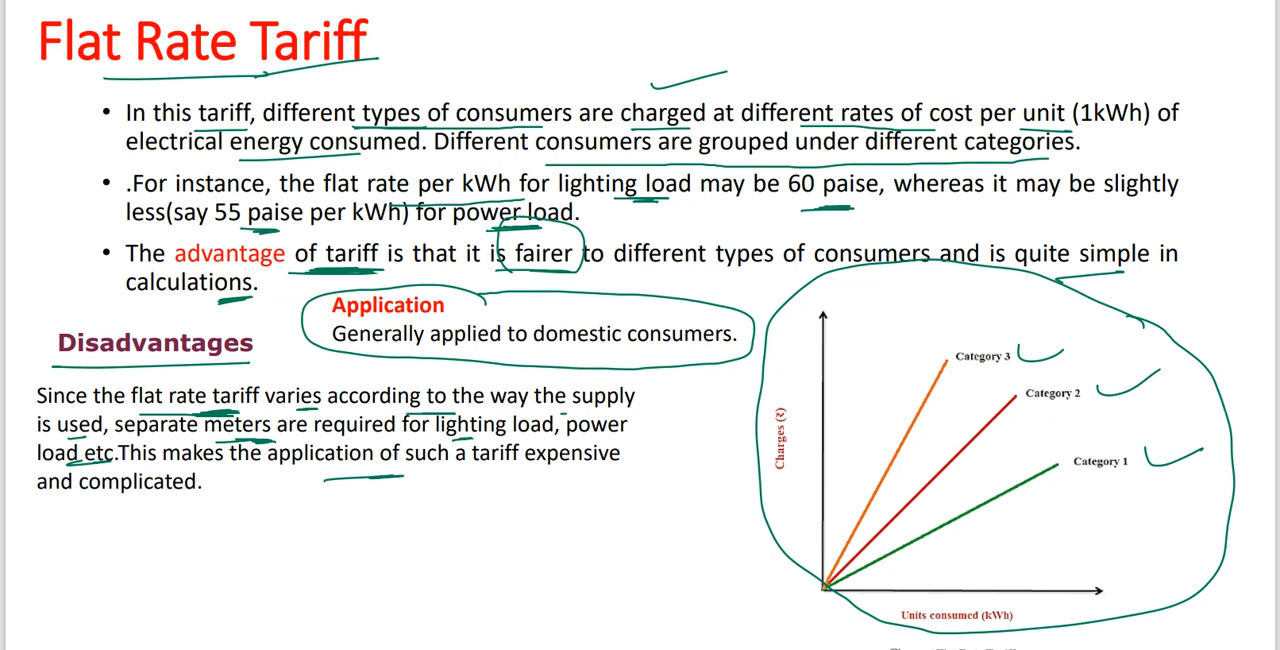 Flat Rate Tariff
• In this tariff, different types of consumers are charged at different rates of cost per unit (1kWh) of
electrical energy consumed. Different consumers are grouped under different categories.
• .For instance, the flat rate per kWh for lighting load may be 60 paise, whereas it may be slightly
less(say 55 paise per kWh) for power load.
• The advantage of tariff is that it is fairer to different types of consumers and is quite simple in
calculations.
Application
Generally applied to domestic consumers.
Disadvantages
Since the flat rate tariff varies according to the way the supply
is used, separate meters are required for lighting load, power
load etc.This makes the application of such a tariff expensive
and complicated.
Category 3
Category 2
Category 1
Charges (₹)
Units consumed (kWh)